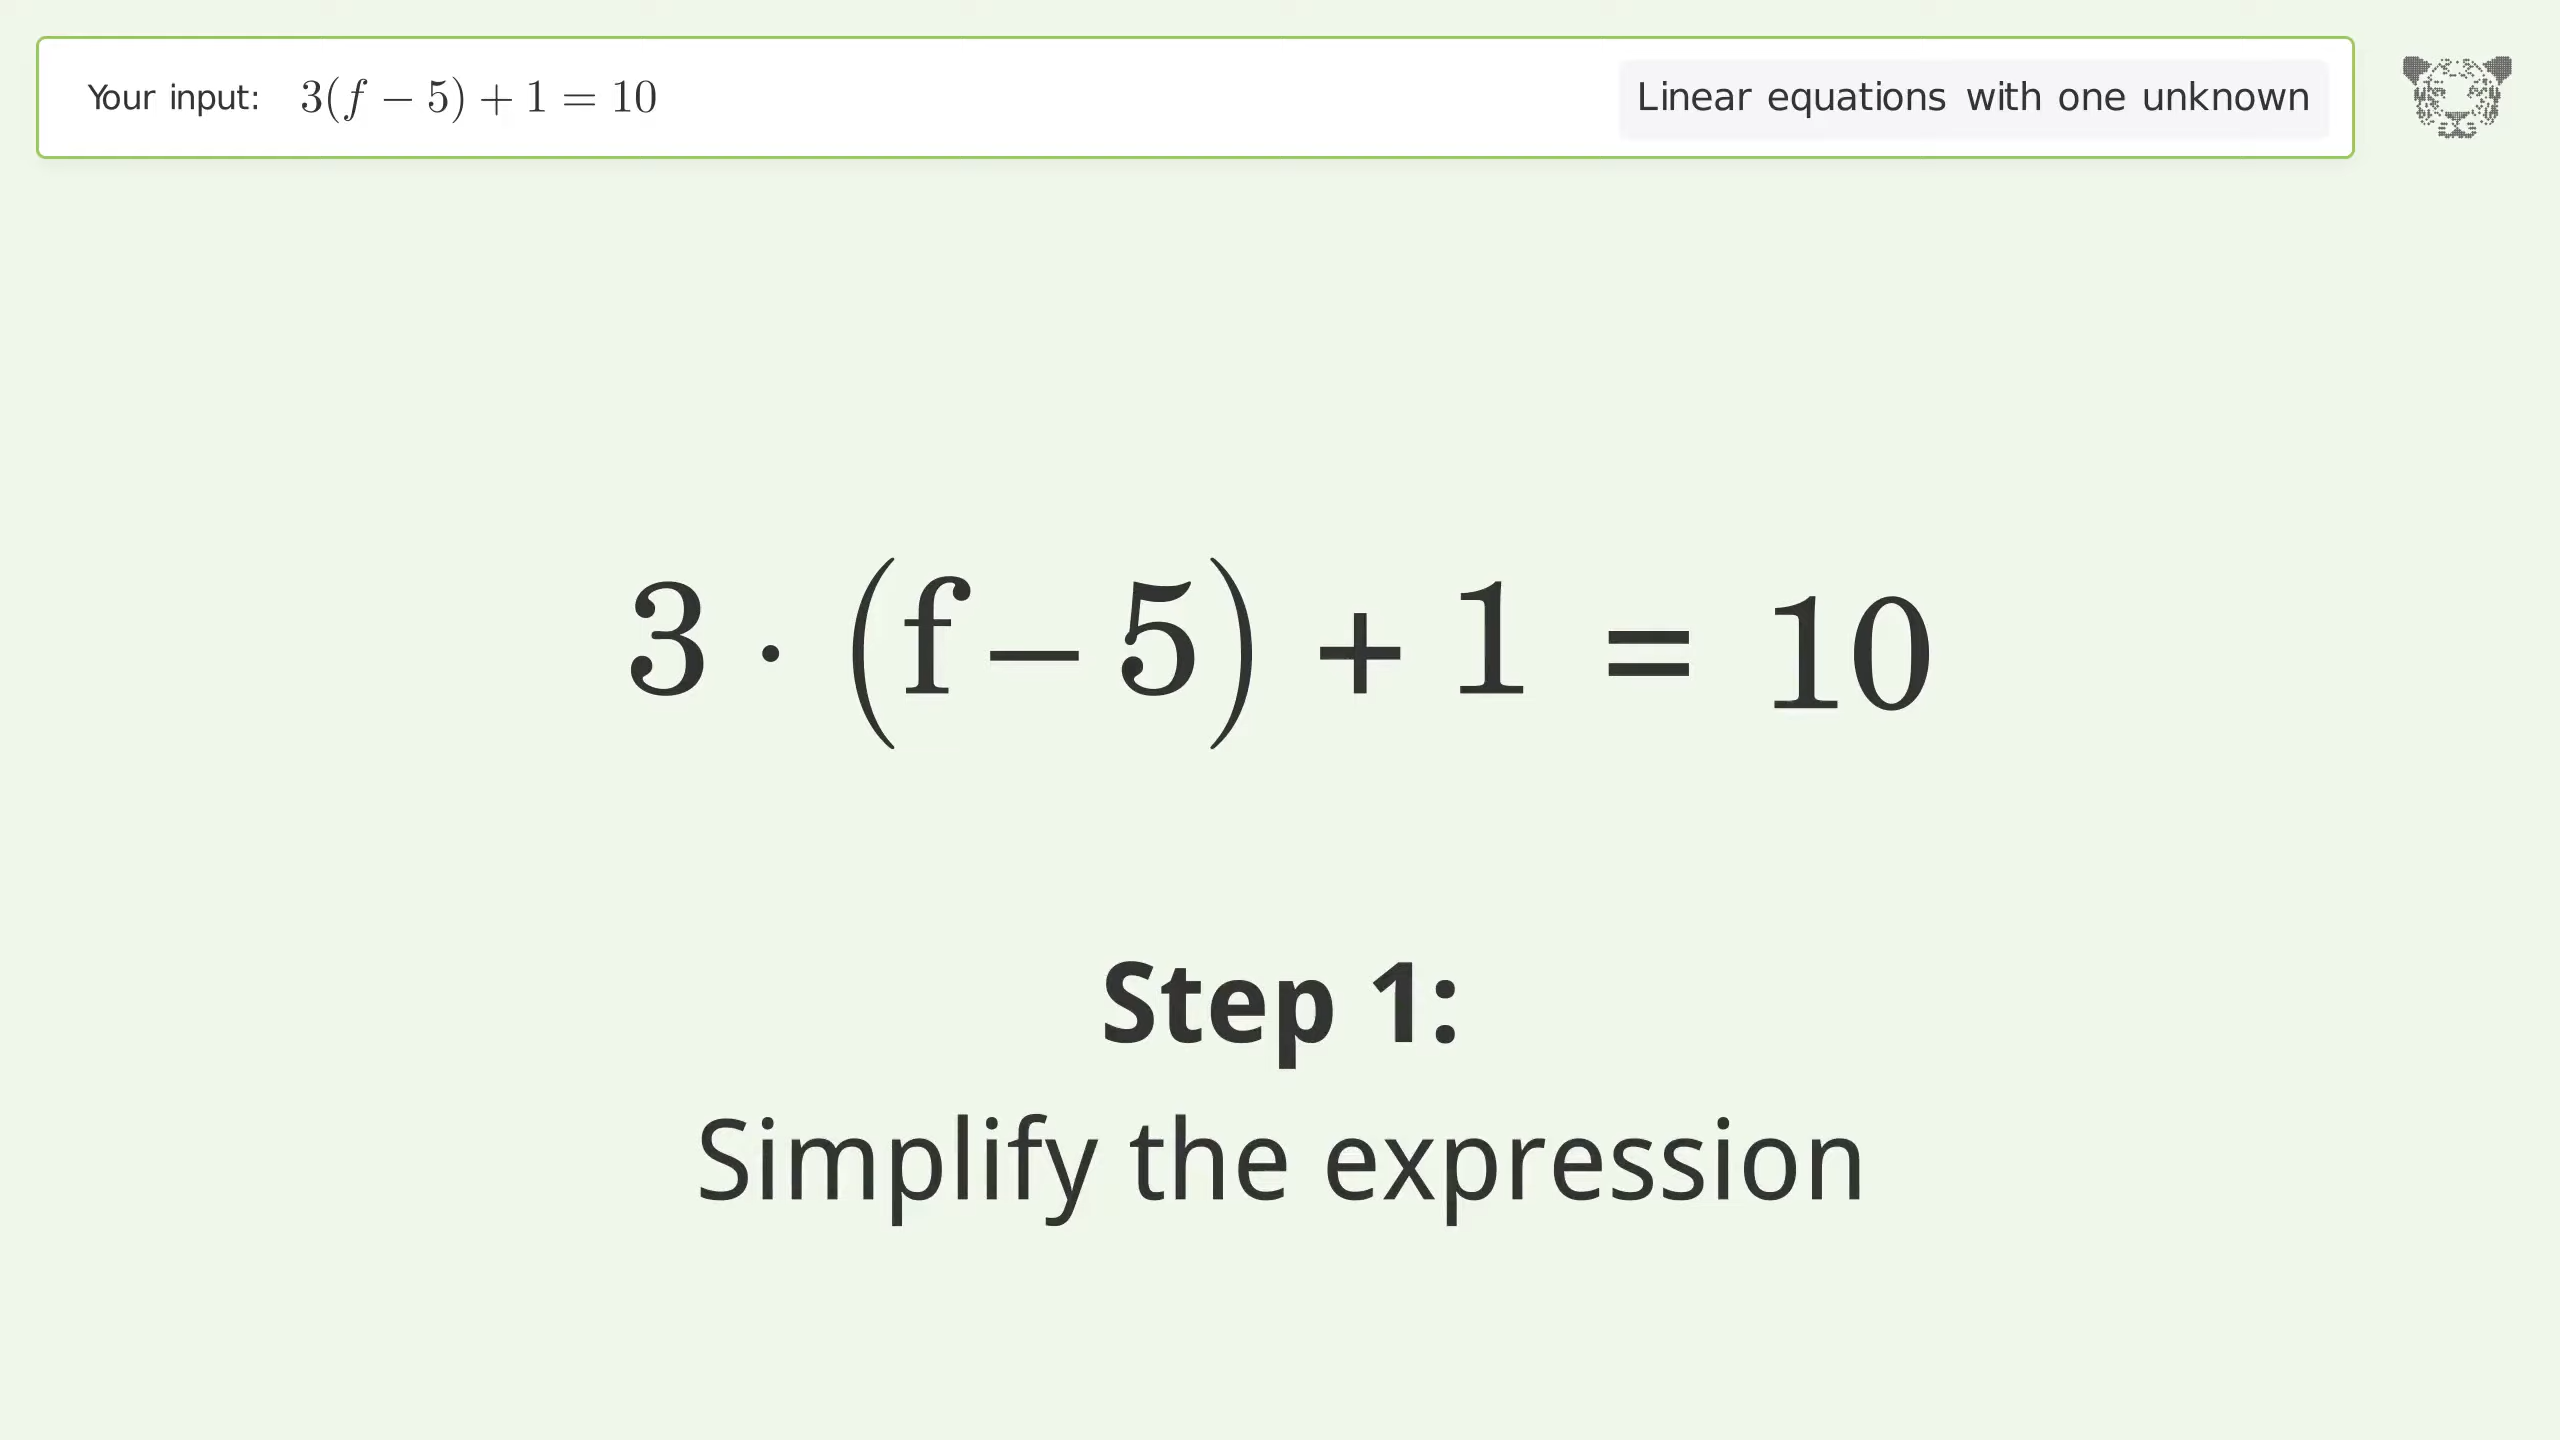 Your input: 3(f − 5) + 1 = 10
Linear equations with one unknown
3 · (f − 5) + 1 = 10
Step 1:
Simplify the expression